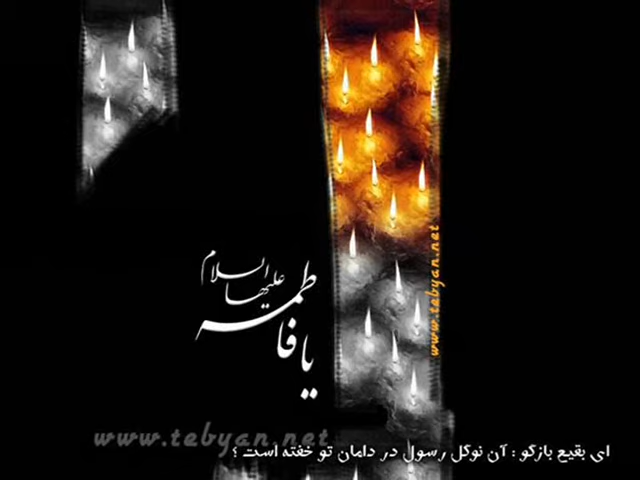 یا فاطمه
علیها السلام
www.tebyan.net
www.tebyan.net
ای بقیع بازگو : آن نوگل رسول در دامان تو خفته است ؟